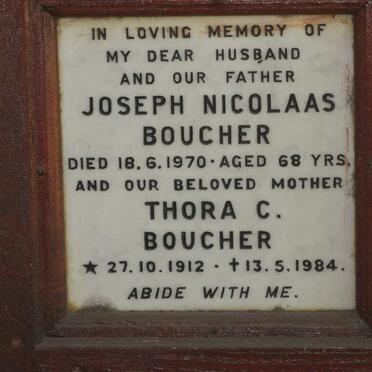 IN LOVING MEMORY OF
MY DEAR HUSBAND
AND OUR FATHER
JOSEPH NICOLAAS
BOUCHER
DIED 18.6.1970 · AGED 68 YRS.
AND OUR BELOVED MOTHER
THORA C.
BOUCHER
★ 27.10.1912 · ✝ 13.5.1984.
ABIDE WITH ME.